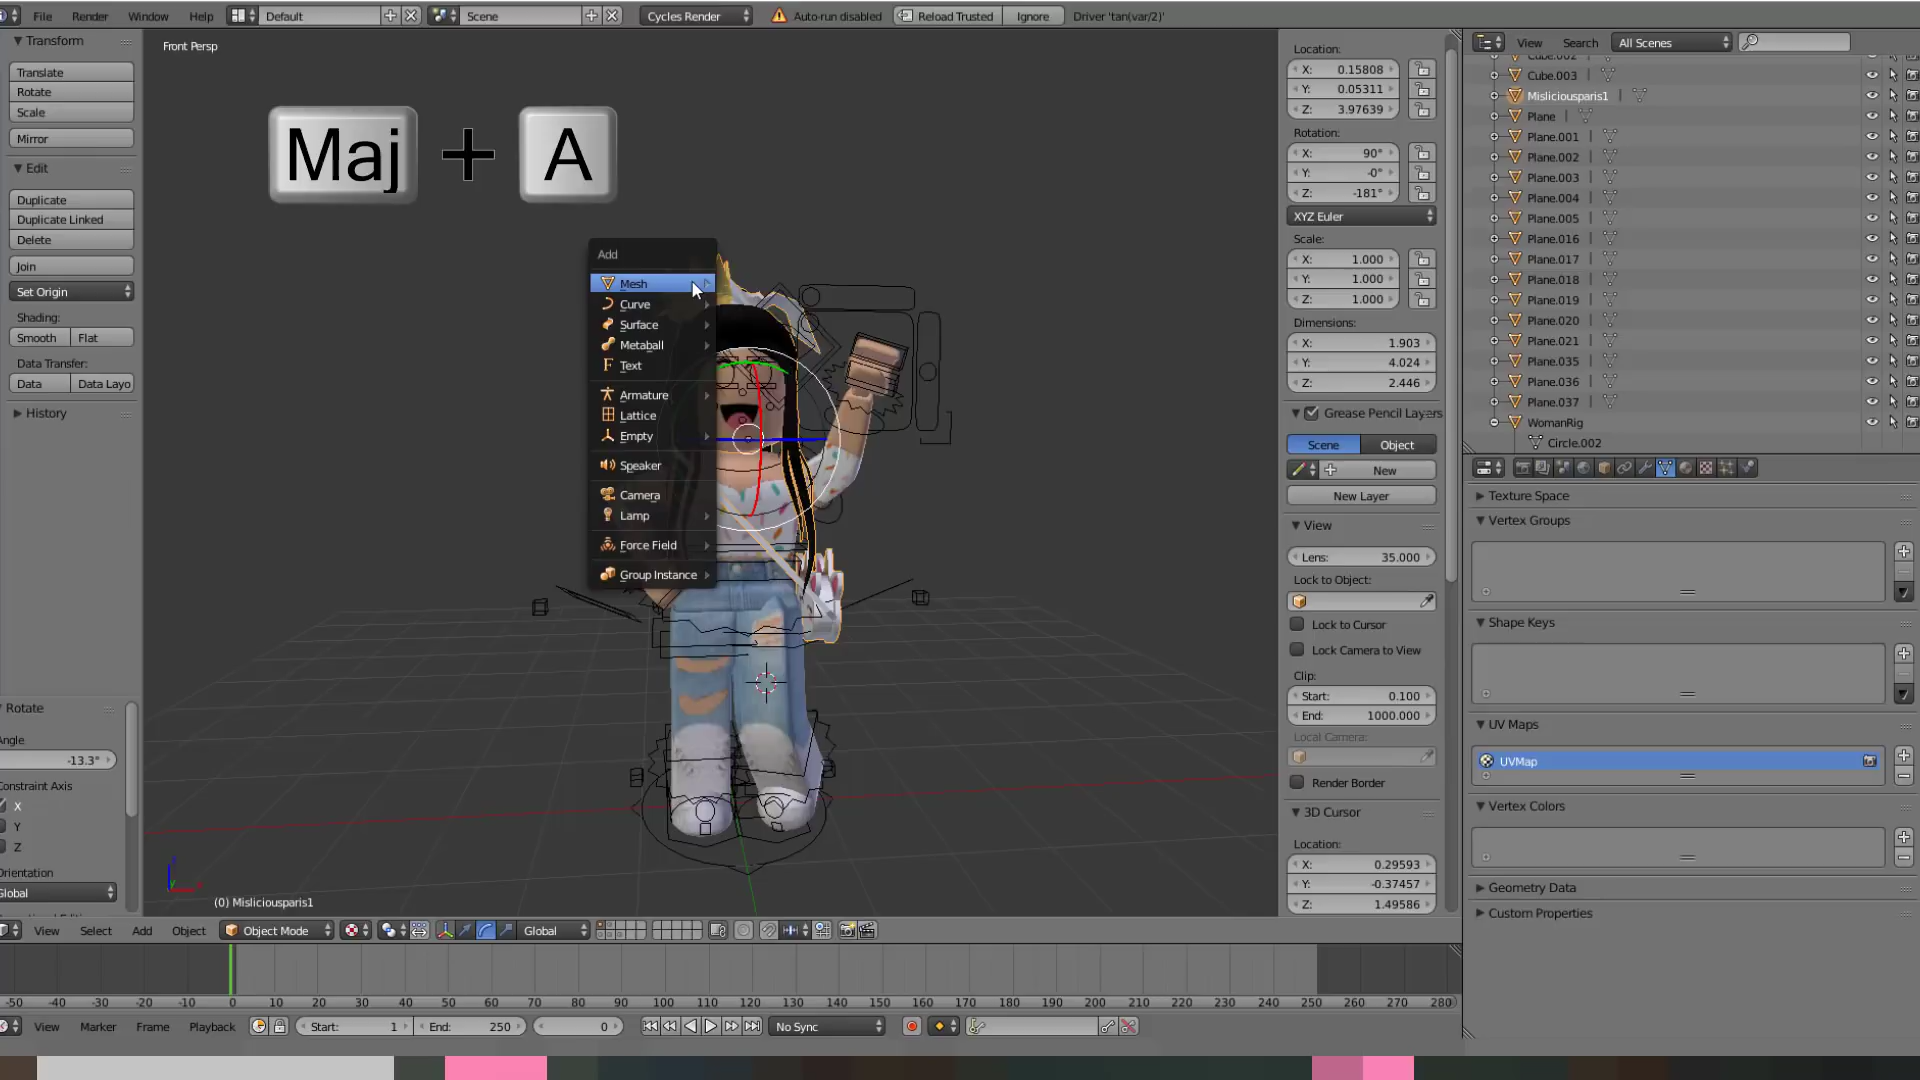 File Render Window Help Default Scene Cycles Render Auto-run disabled Reload Trusted Ignore Driver 'tan(var/2)'
Transform
Translate
Rotate
Scale
Mirror
Edit
Duplicate
Duplicate Linked
Delete
Join
Set Origin
Shading:
Smooth Flat
Data Transfer:
Data Data Layo
History
Rotate
Angle
-13.3°
Constraint Axis
X
Y
Z
Orientation
Global
Front Persp
Maj + A
Add
Mesh
Curve
Surface
Metaball
Text
Armature
Lattice
Empty
Speaker
Camera
Lamp
Force Field
Group Instance
(0) Misliciousparis1
Location:
X: 0.15808
Y: 0.05311
Z: 3.97639
Rotation:
X: 90°
Y: -0°
Z: -181°
XYZ Euler
Scale:
X: 1.000
Y: 1.000
Z: 1.000
Dimensions:
X: 1.903
Y: 4.024
Z: 2.446
Grease Pencil Layers
Scene Object
New
New Layer
View
Lens: 35.000
Lock to Object:
Lock to Cursor
Lock Camera to View
Clip:
Start: 0.100
End: 1000.000
Local Camera:
Render Border
3D Cursor
Location:
X: 0.29593
Y: -0.37457
Z: 1.49586
View Search All Scenes
Cube.002
Cube.003
Misliciousparis1
Plane
Plane.001
Plane.002
Plane.003
Plane.004
Plane.005
Plane.016
Plane.017
Plane.018
Plane.019
Plane.020
Plane.021
Plane.035
Plane.036
Plane.037
WomanRig
Circle.002
Texture Space
Vertex Groups
Shape Keys
UV Maps
UVMap
Vertex Colors
Geometry Data
Custom Properties
View Select Add Object Object Mode Global
-50 -40 -30 -20 -10 0 10 20 30 40 50 60 70 80 90 100 110 120 130 140 150 160 170 180 190 200 210 220 230 240 250 260 270 280
View Marker Frame Playback Start: 1 End: 250 0 No Sync